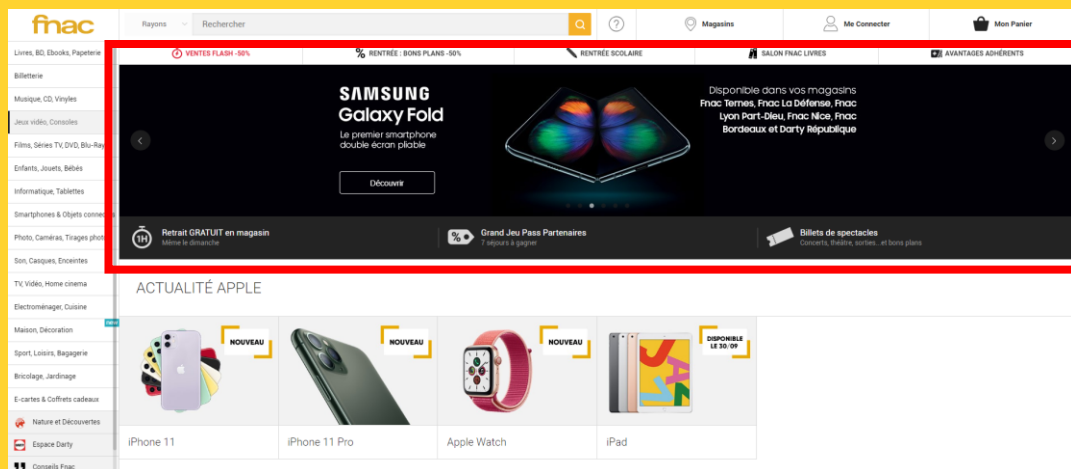 fnac
Rayons
Rechercher
?
Magasins
Me Connecter
Mon Panier
Livres, BD, Ebooks, Papeterie
Billetterie
Musique, CD, Vinyles
Jeux vidéo, Consoles
Films, Séries TV, DVD, Blu-Ray
Enfants, Jouets, Bébés
Informatique, Tablettes
Smartphones & Objets connec
Photo, Caméras, Tirages phot
Son, Casques, Enceintes
TV, Vidéo, Home cinema
Electroménager, Cuisine
Maison, Décoration
new
Sport, Loisirs, Bagagerie
Bricolage, Jardinage
E-cartes & Coffrets cadeaux
Nature et Découvertes
Espace Darty
Conseils Fnac
VENTES FLASH -50%
% RENTRÉE : BONS PLANS -50%
RENTRÉE SCOLAIRE
SALON FNAC LIVRES
AVANTAGES ADHÉRENTS
SAMSUNG
Galaxy Fold
Le premier smartphone
double écran pliable
Découvrir
Disponible dans vos magasins
Fnac Ternes, Fnac La Défense, Fnac
Lyon Part-Dieu, Fnac Nice, Fnac
Bordeaux et Darty République
1H
Retrait GRATUIT en magasin
Même le dimanche
%
Grand Jeu Pass Partenaires
7 séjours à gagner
Billets de spectacles
Concerts, théâtre, sorties...et bons plans
ACTUALITÉ APPLE
NOUVEAU
NOUVEAU
NOUVEAU
DISPONIBLE
LE 30/09
iPhone 11
iPhone 11 Pro
Apple Watch
iPad